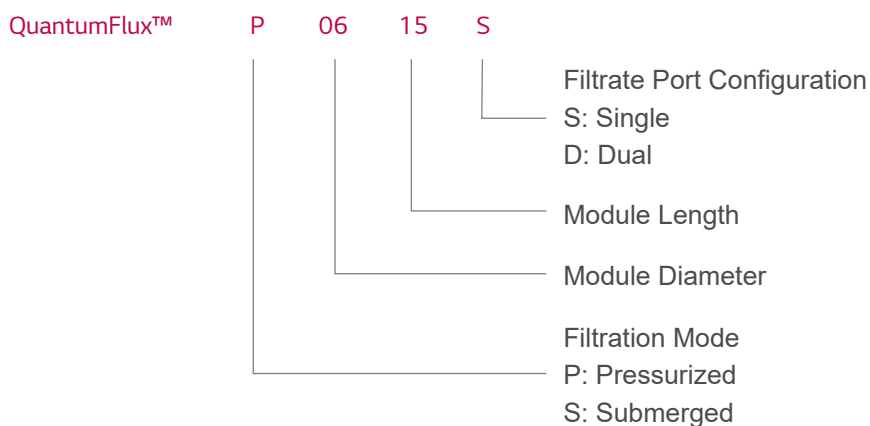 QuantumFlux™ P 06 15 S
Filtrate Port Configuration
S: Single
D: Dual
Module Length
Module Diameter
Filtration Mode
P: Pressurized
S: Submerged